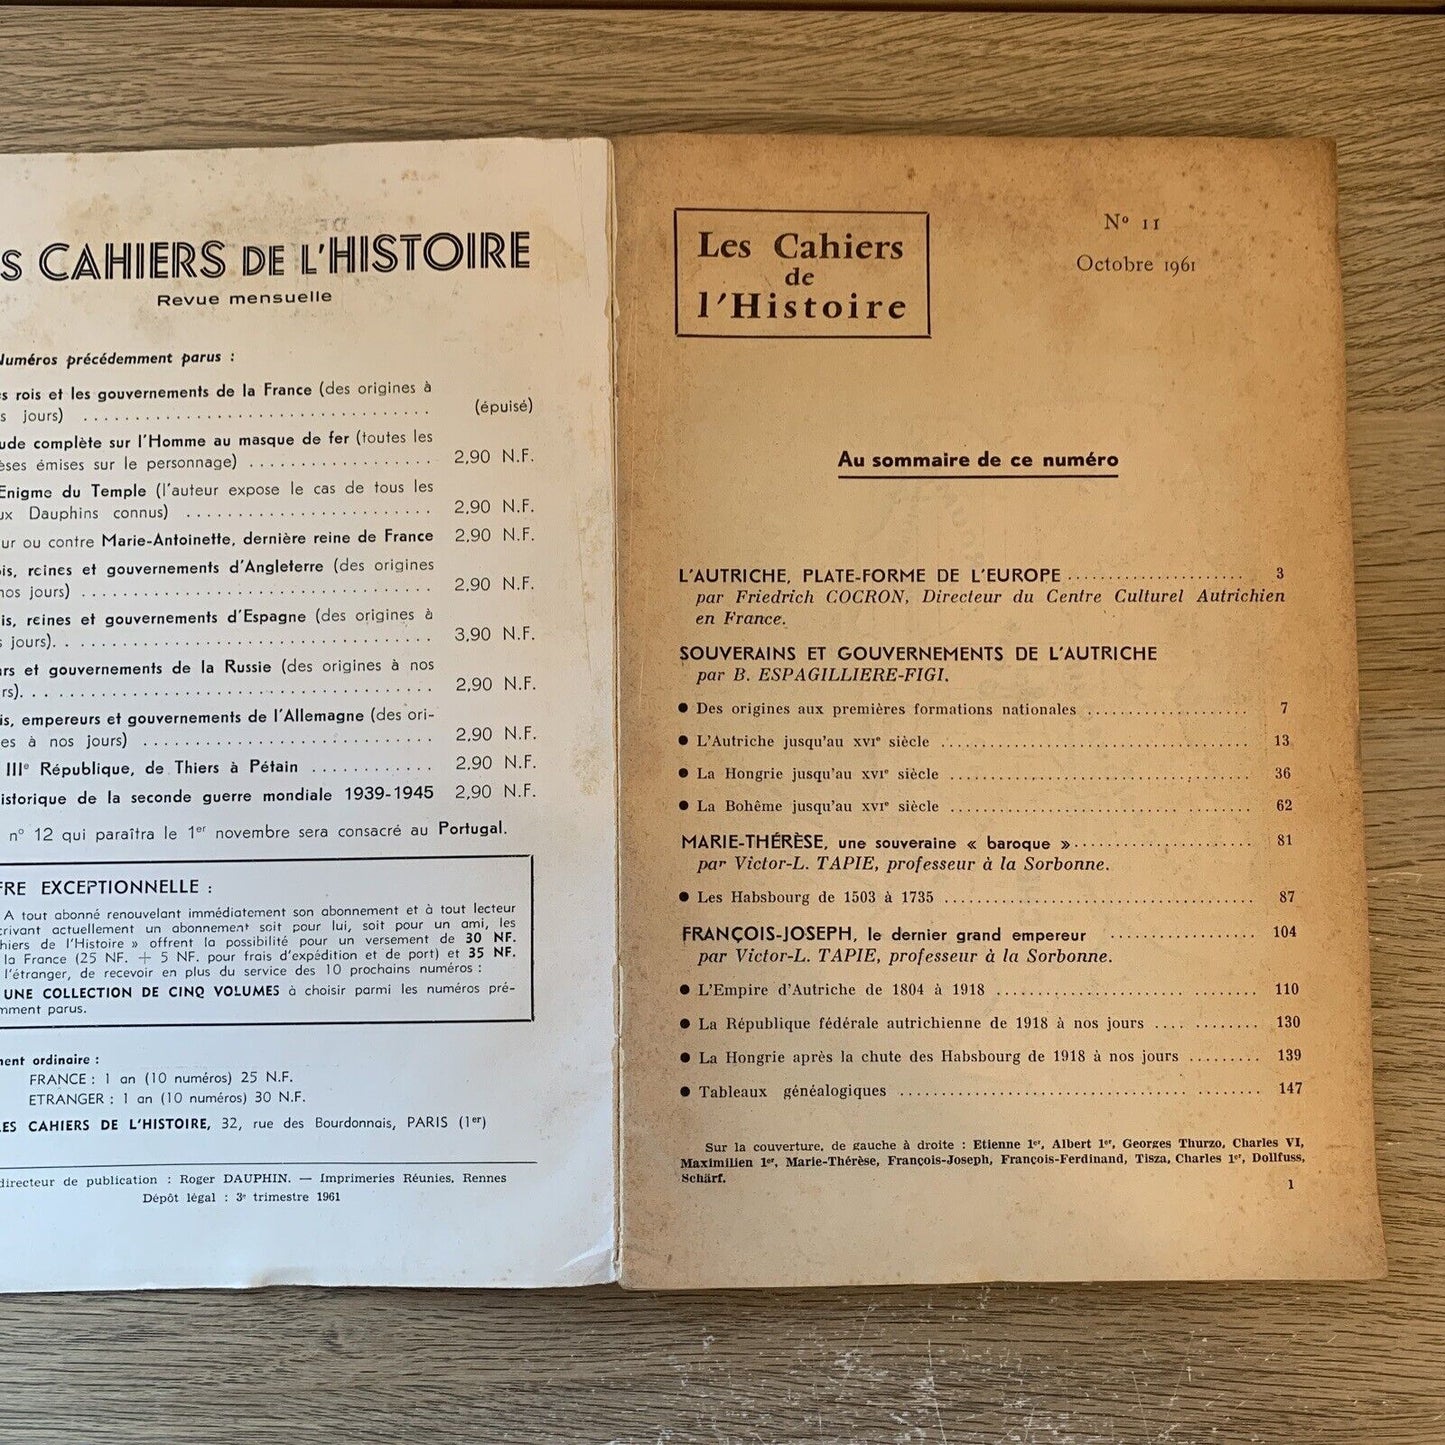 S CAHIERS DE L'HISTOIRE
Revue mensuelle
Numéros précédemment parus :
s rois et les gouvernements de la France (des origines à
s jours) (épuisé)
ude complète sur l'Homme au masque de fer (toutes les
èses émises sur le personnage) 2,90 N.F.
Enigme du Temple (l'auteur expose le cas de tous les
ux Dauphins connus) 2,90 N.F.
ur ou contre Marie-Antoinette, dernière reine de France 2,90 N.F.
is, reines et gouvernements d'Angleterre (des origines
nos jours) 2,90 N.F.
is, reines et gouvernements d'Espagne (des origines à
s jours). 3,90 N.F.
ars et gouvernements de la Russie (des origines à nos
rs). 2,90 N.F.
is, empereurs et gouvernements de l'Allemagne (des ori-
es à nos jours) 2,90 N.F.
IIIe République, de Thiers à Pétain 2,90 N.F.
istorique de la seconde guerre mondiale 1939-1945 2,90 N.F.
n° 12 qui paraîtra le 1er novembre sera consacré au Portugal.
FRE EXCEPTIONNELLE :
A tout abonné renouvelant immédiatement son abonnement et à tout lecteur
crivant actuellement un abonnement soit pour lui, soit pour un ami, les
hiers de l'Histoire » offrent la possibilité pour un versement de 30 NF.
la France (25 NF. + 5 NF. pour frais d'expédition et de port) et 35 NF.
l'étranger, de recevoir en plus du service des 10 prochains numéros :
UNE COLLECTION DE CINQ VOLUMES à choisir parmi les numéros pré-
mment parus.
ment ordinaire :
FRANCE : 1 an (10 numéros) 25 N.F.
ETRANGER : 1 an (10 numéros) 30 N.F.
LES CAHIERS DE L'HISTOIRE, 32, rue des Bourdonnais, PARIS (1er)
directeur de publication : Roger DAUPHIN. — Imprimeries Réunies, Rennes
Dépôt légal : 3e trimestre 1961
Les Cahiers
de
l'Histoire
N° 11
Octobre 1961
Au sommaire de ce numéro
L'AUTRICHE, PLATE-FORME DE L'EUROPE 3
par Friedrich COCRON, Directeur du Centre Culturel Autrichien
en France.
SOUVERAINS ET GOUVERNEMENTS DE L'AUTRICHE
par B. ESPAGILLIERE-FIGI.
● Des origines aux premières formations nationales 7
● L'Autriche jusqu'au XVIe siècle 13
● La Hongrie jusqu'au XVIe siècle 36
● La Bohême jusqu'au XVIe siècle 62
MARIE-THÉRÈSE, une souveraine « baroque » 81
par Victor-L. TAPIE, professeur à la Sorbonne.
● Les Habsbourg de 1503 à 1735 87
FRANÇOIS-JOSEPH, le dernier grand empereur 104
par Victor-L. TAPIE, professeur à la Sorbonne.
● L'Empire d'Autriche de 1804 à 1918 110
● La République fédérale autrichienne de 1918 à nos jours 130
● La Hongrie après la chute des Habsbourg de 1918 à nos jours 139
● Tableaux généalogiques 147
Sur la couverture, de gauche à droite : Etienne 1er, Albert 1er, Georges Thurzo, Charles VI,
Maximilien 1er, Marie-Thérèse, François-Joseph, François-Ferdinand, Tisza, Charles 1er, Dollfuss,
Schärf.
1